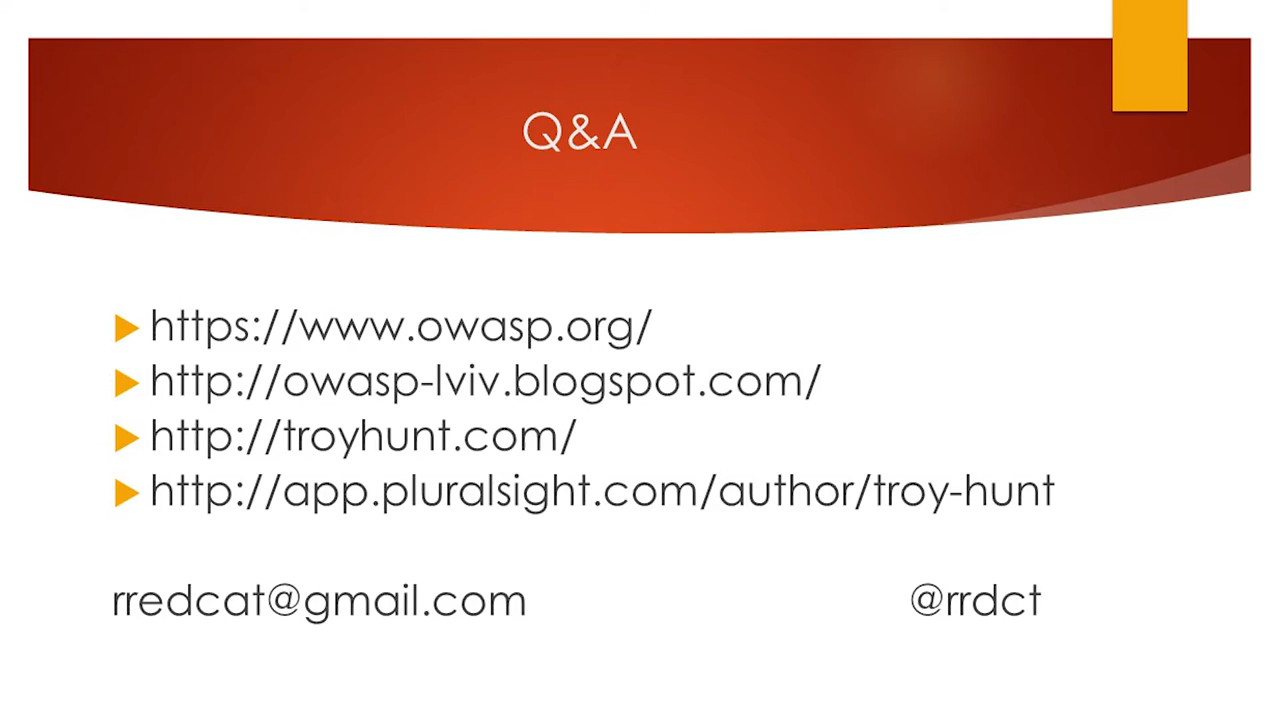 Q&A
https://www.owasp.org/
http://owasp-lviv.blogspot.com/
http://troyhunt.com/
http://app.pluralsight.com/author/troy-hunt
rredcat@gmail.com @rrdct